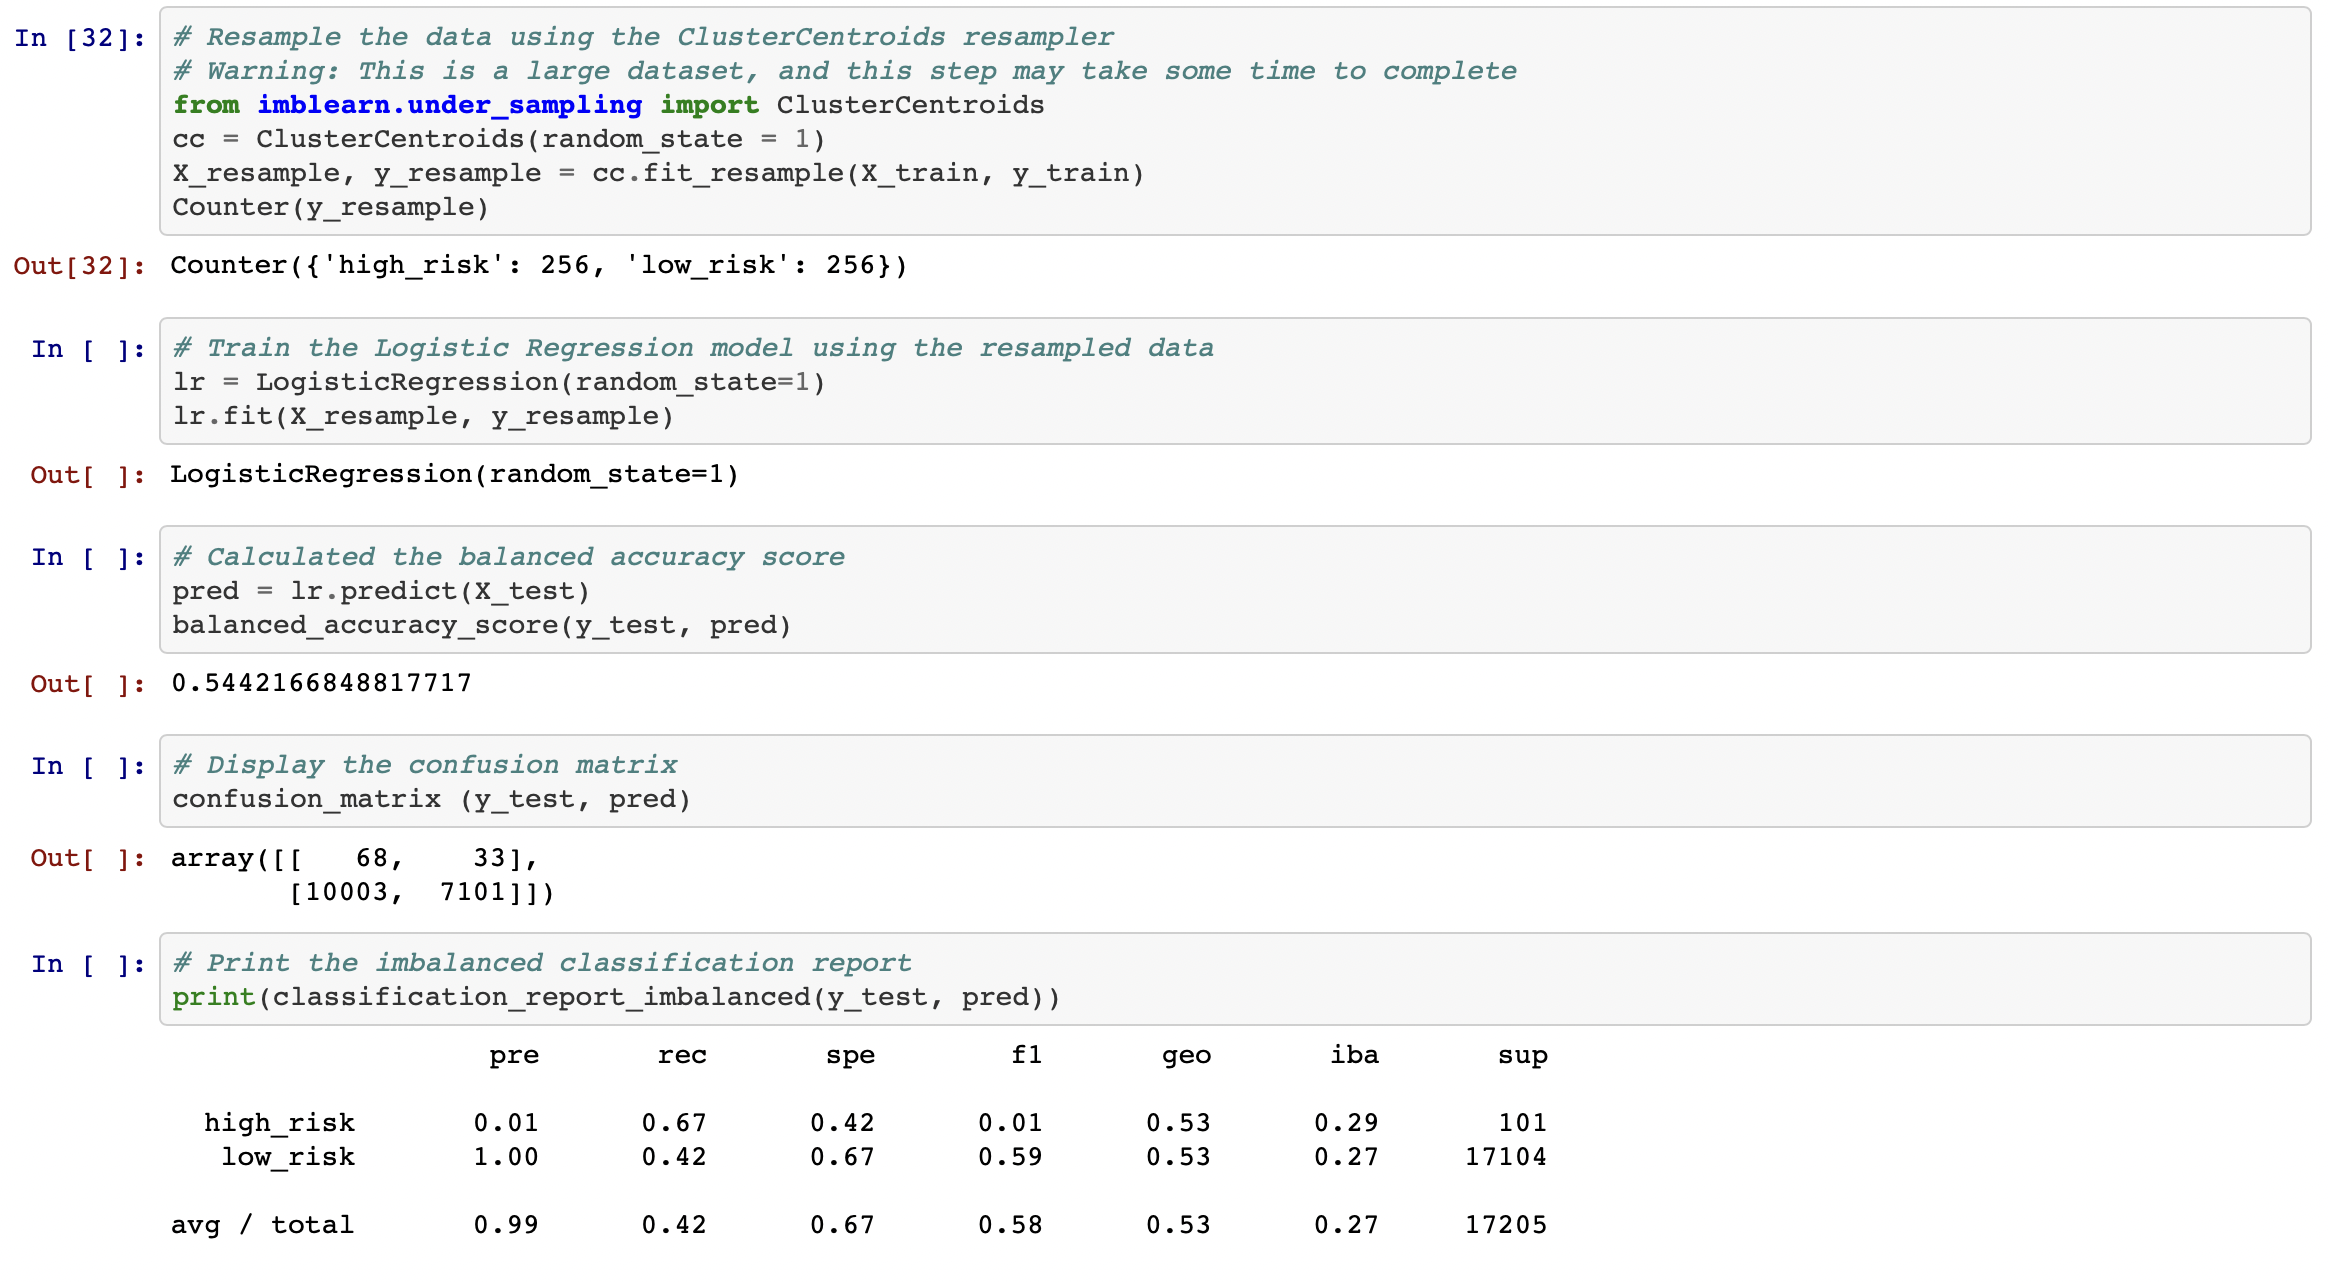 In [32]: # Resample the data using the ClusterCentroids resampler
# Warning: This is a large dataset, and this step may take some time to complete
from imblearn.under_sampling import ClusterCentroids
cc = ClusterCentroids(random_state = 1)
X_resample, y_resample = cc.fit_resample(X_train, y_train)
Counter(y_resample)
Out[32]: Counter({'high_risk': 256, 'low_risk': 256})
In [ ]: # Train the Logistic Regression model using the resampled data
lr = LogisticRegression(random_state=1)
lr.fit(X_resample, y_resample)
Out[ ]: LogisticRegression(random_state=1)
In [ ]: # Calculated the balanced accuracy score
pred = lr.predict(X_test)
balanced_accuracy_score(y_test, pred)
Out[ ]: 0.5442166848817717
In [ ]: # Display the confusion matrix
confusion_matrix (y_test, pred)
Out[ ]: array([[   68,    33],
       [10003,  7101]])
In [ ]: # Print the imbalanced classification report
print(classification_report_imbalanced(y_test, pred))
pre rec spe f1 geo iba sup
high_risk 0.01 0.67 0.42 0.01 0.53 0.29 101
low_risk 1.00 0.42 0.67 0.59 0.53 0.27 17104
avg / total 0.99 0.42 0.67 0.58 0.53 0.27 17205